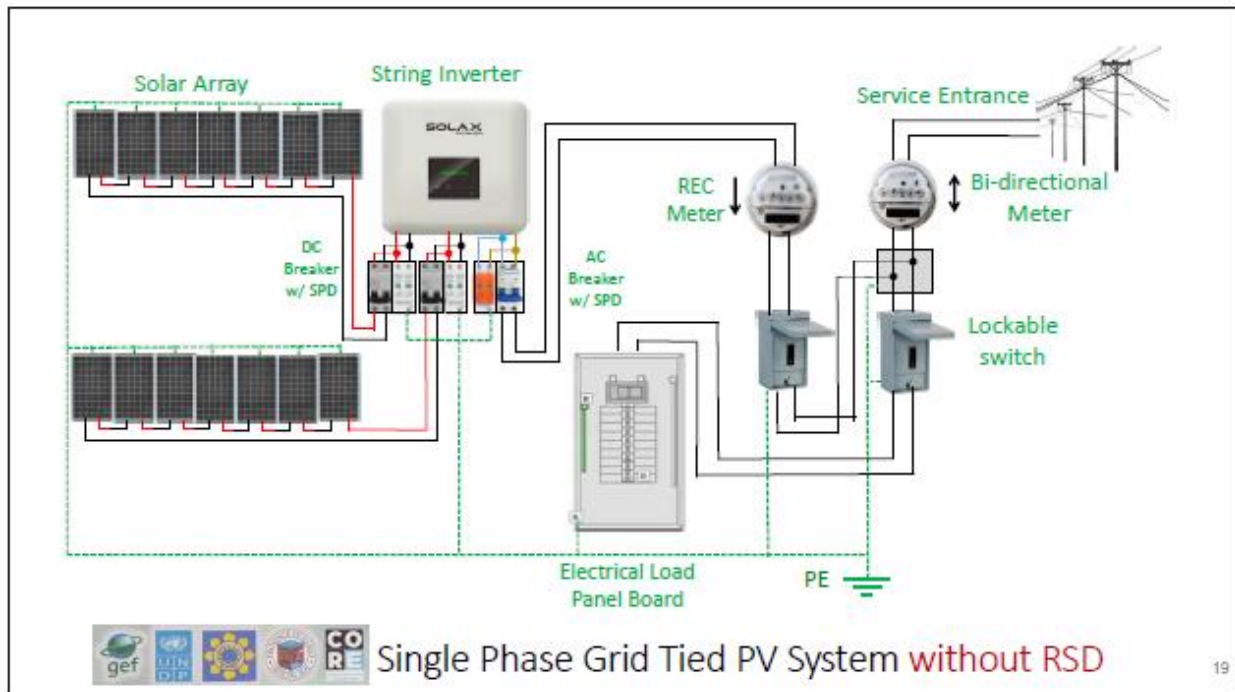 Solar Array
String Inverter
Service Entrance
SOLAX
REC
Meter
Bi-directional
Meter
DC
Breaker
w/ SPD
AC
Breaker
w/ SPD
Lockable
switch
Electrical Load
Panel Board
PE
gef
U N
D P
CO
RE
Single Phase Grid Tied PV System without RSD
19